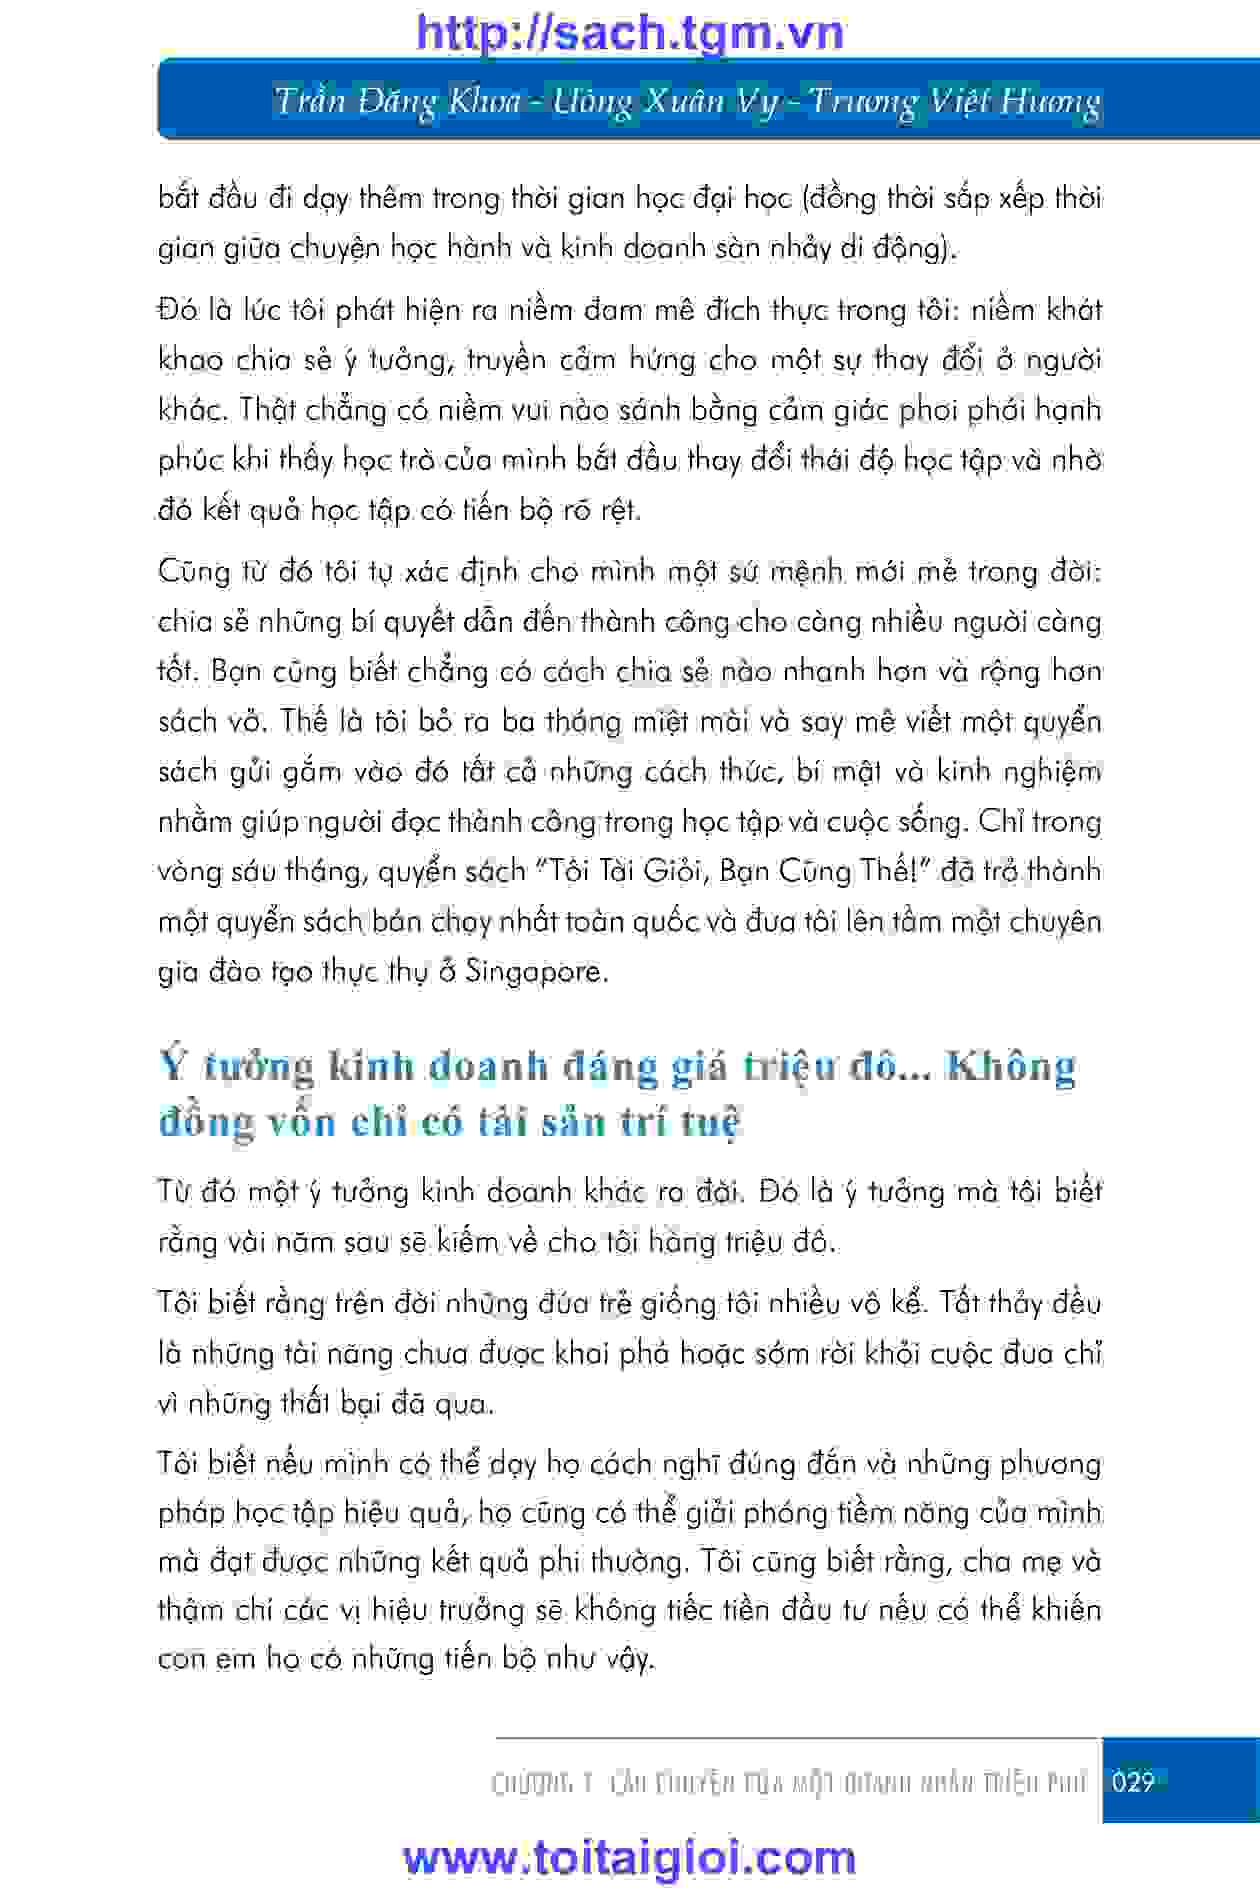 http://sach.tgm.vn
Trần Đăng Khoa - Uông Xuân Vy - Trương Việt Hương
bắt đầu đi dạy thêm trong thời gian học đại học (đồng thời sắp xếp thời
gian giữa chuyện học hành và kinh doanh sàn nhảy di động).
Đó là lúc tôi phát hiện ra niềm đam mê đích thực trong tôi: niềm khát
khao chia sẻ ý tưởng, truyền cảm hứng cho một sự thay đổi ở người
khác. Thật chẳng có niềm vui nào sánh bằng cảm giác phơi phới hạnh
phúc khi thấy học trò của mình bắt đầu thay đổi thái độ học tập và nhờ
đó kết quả học tập có tiến bộ rõ rệt.
Cũng từ đó tôi tự xác định cho mình một sứ mệnh mới mẻ trong đời:
chia sẻ những bí quyết dẫn đến thành công cho càng nhiều người càng
tốt. Bạn cũng biết chẳng có cách chia sẻ nào nhanh hơn và rộng hơn
sách vở. Thế là tôi bỏ ra ba tháng miệt mài và say mê viết một quyển
sách gửi gắm vào đó tất cả những cách thức, bí mật và kinh nghiệm
nhằm giúp người đọc thành công trong học tập và cuộc sống. Chỉ trong
vòng sáu tháng, quyển sách “Tôi Tài Giỏi, Bạn Cũng Thế!” đã trở thành
một quyển sách bán chạy nhất toàn quốc và đưa tôi lên tầm một chuyên
gia đào tạo thực thụ ở Singapore.
Ý tưởng kinh doanh đáng giá triệu đô... Không
đồng vốn chỉ có tài sản trí tuệ
Từ đó một ý tưởng kinh doanh khác ra đời. Đó là ý tưởng mà tôi biết
rằng vài năm sau sẽ kiếm về cho tôi hàng triệu đô.
Tôi biết rằng trên đời những đứa trẻ giống tôi nhiều vô kể. Tất thảy đều
là những tài năng chưa được khai phá hoặc sớm rời khỏi cuộc đua chỉ
vì những thất bại đã qua.
Tôi biết nếu mình có thể dạy họ cách nghĩ đúng đắn và những phương
pháp học tập hiệu quả, họ cũng có thể giải phóng tiềm năng của mình
mà đạt được những kết quả phi thường. Tôi cũng biết rằng, cha mẹ và
thậm chí các vị hiệu trưởng sẽ không tiếc tiền đầu tư nếu có thể khiến
con em họ có những tiến bộ như vậy.
CHƯƠNG 1: CÂU CHUYỆN CỦA MỘT DOANH NHÂN TRIỆU PHÚ 029
www.toitaigioi.com